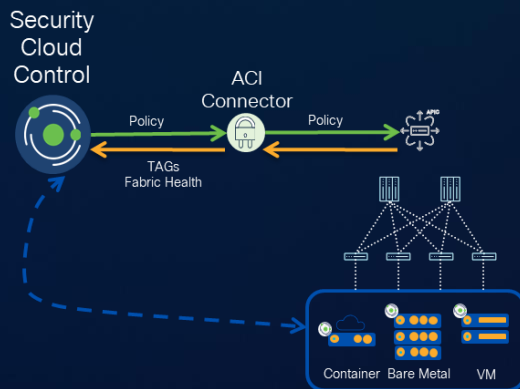 Security
Cloud
Control
ACI
Connector
Policy
Policy
APIC
TAGs
Fabric Health
Container
Bare Metal
VM